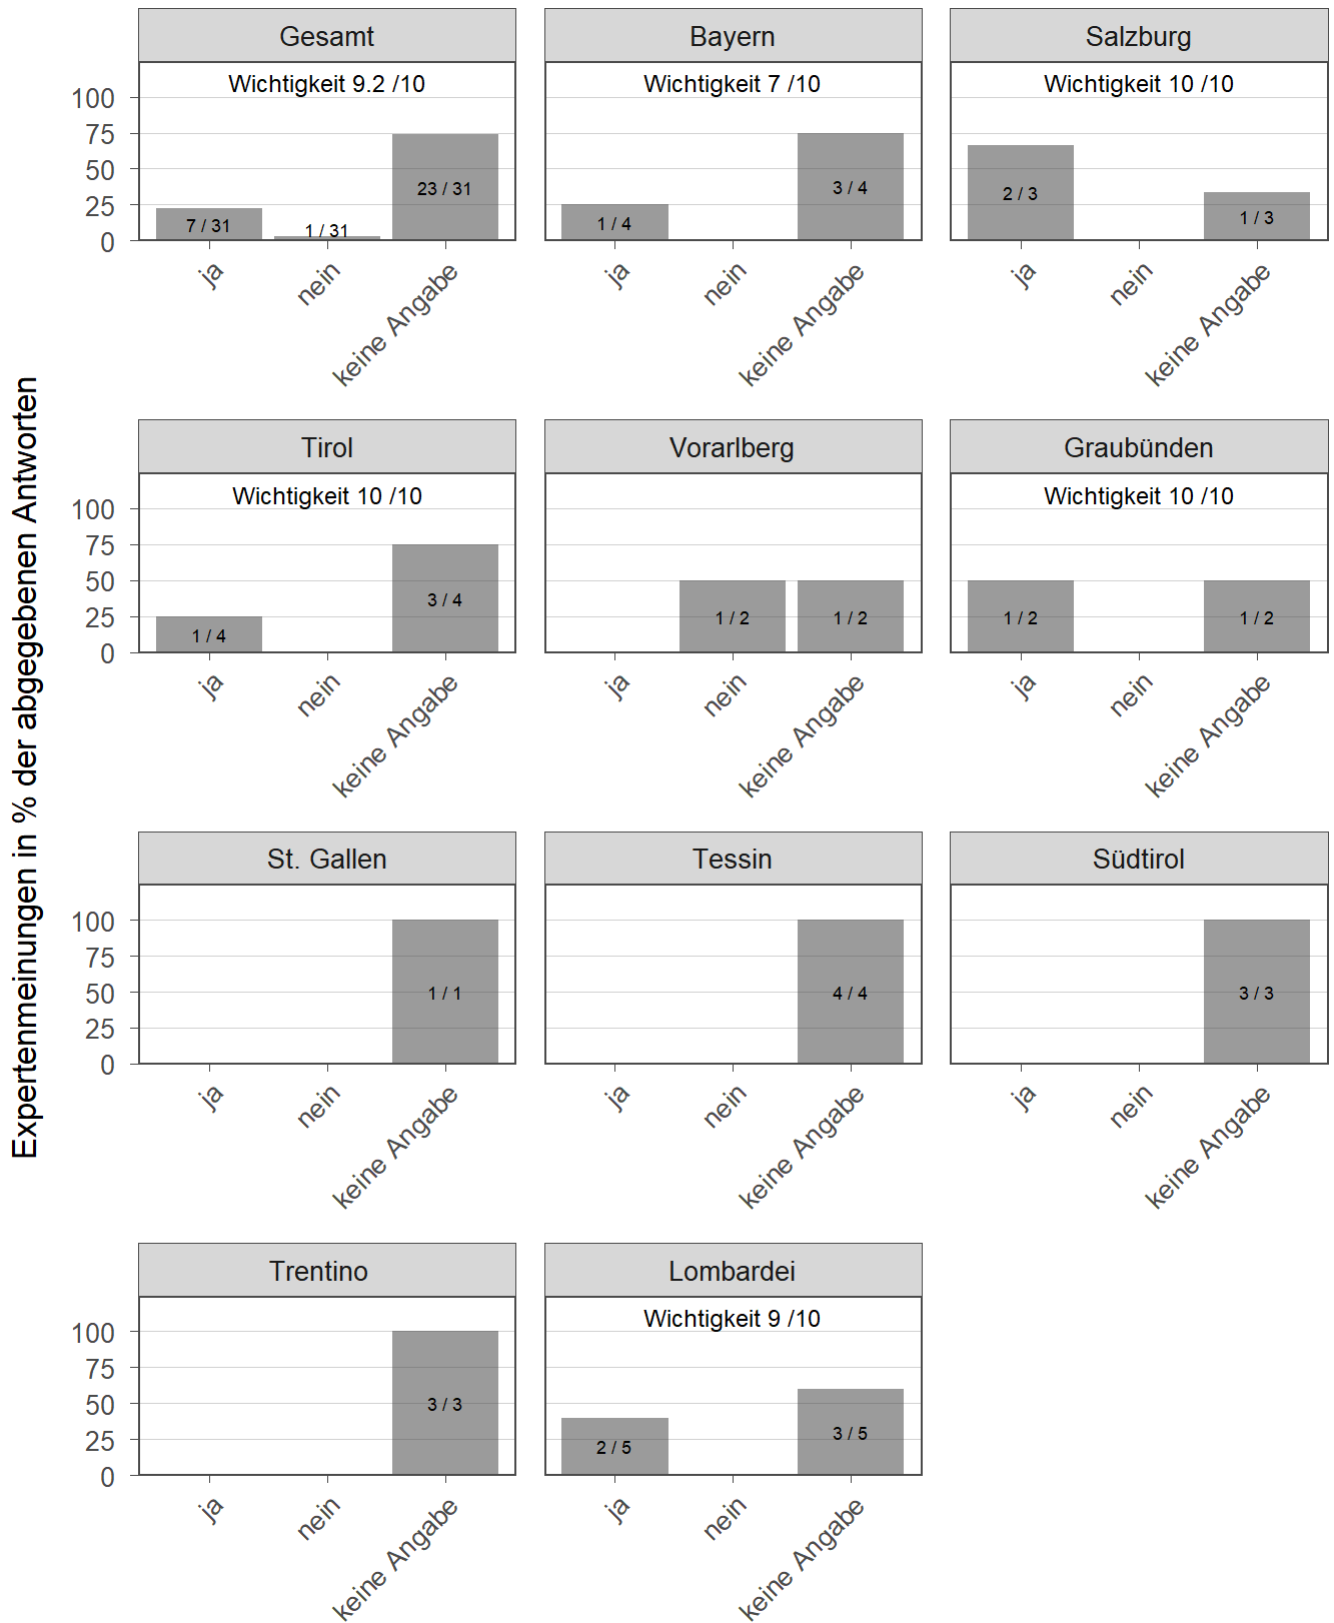 Expertenmeinungen in % der abgegebenen Antworten
Gesamt
Wichtigkeit 9.2 /10
100
75
50
25
0
7 / 31
1 / 31
23 / 31
ja
nein
keine Angabe
Bayern
Wichtigkeit 7 /10
1 / 4
3 / 4
ja
nein
keine Angabe
Salzburg
Wichtigkeit 10 /10
2 / 3
1 / 3
ja
nein
keine Angabe
Tirol
Wichtigkeit 10 /10
100
75
50
25
0
1 / 4
3 / 4
ja
nein
keine Angabe
Vorarlberg
1 / 2
1 / 2
ja
nein
keine Angabe
Graubünden
Wichtigkeit 10 /10
1 / 2
1 / 2
ja
nein
keine Angabe
St. Gallen
100
75
50
25
0
1 / 1
ja
nein
keine Angabe
Tessin
4 / 4
ja
nein
keine Angabe
Südtirol
3 / 3
ja
nein
keine Angabe
Trentino
100
75
50
25
0
3 / 3
ja
nein
keine Angabe
Lombardei
Wichtigkeit 9 /10
2 / 5
3 / 5
ja
nein
keine Angabe